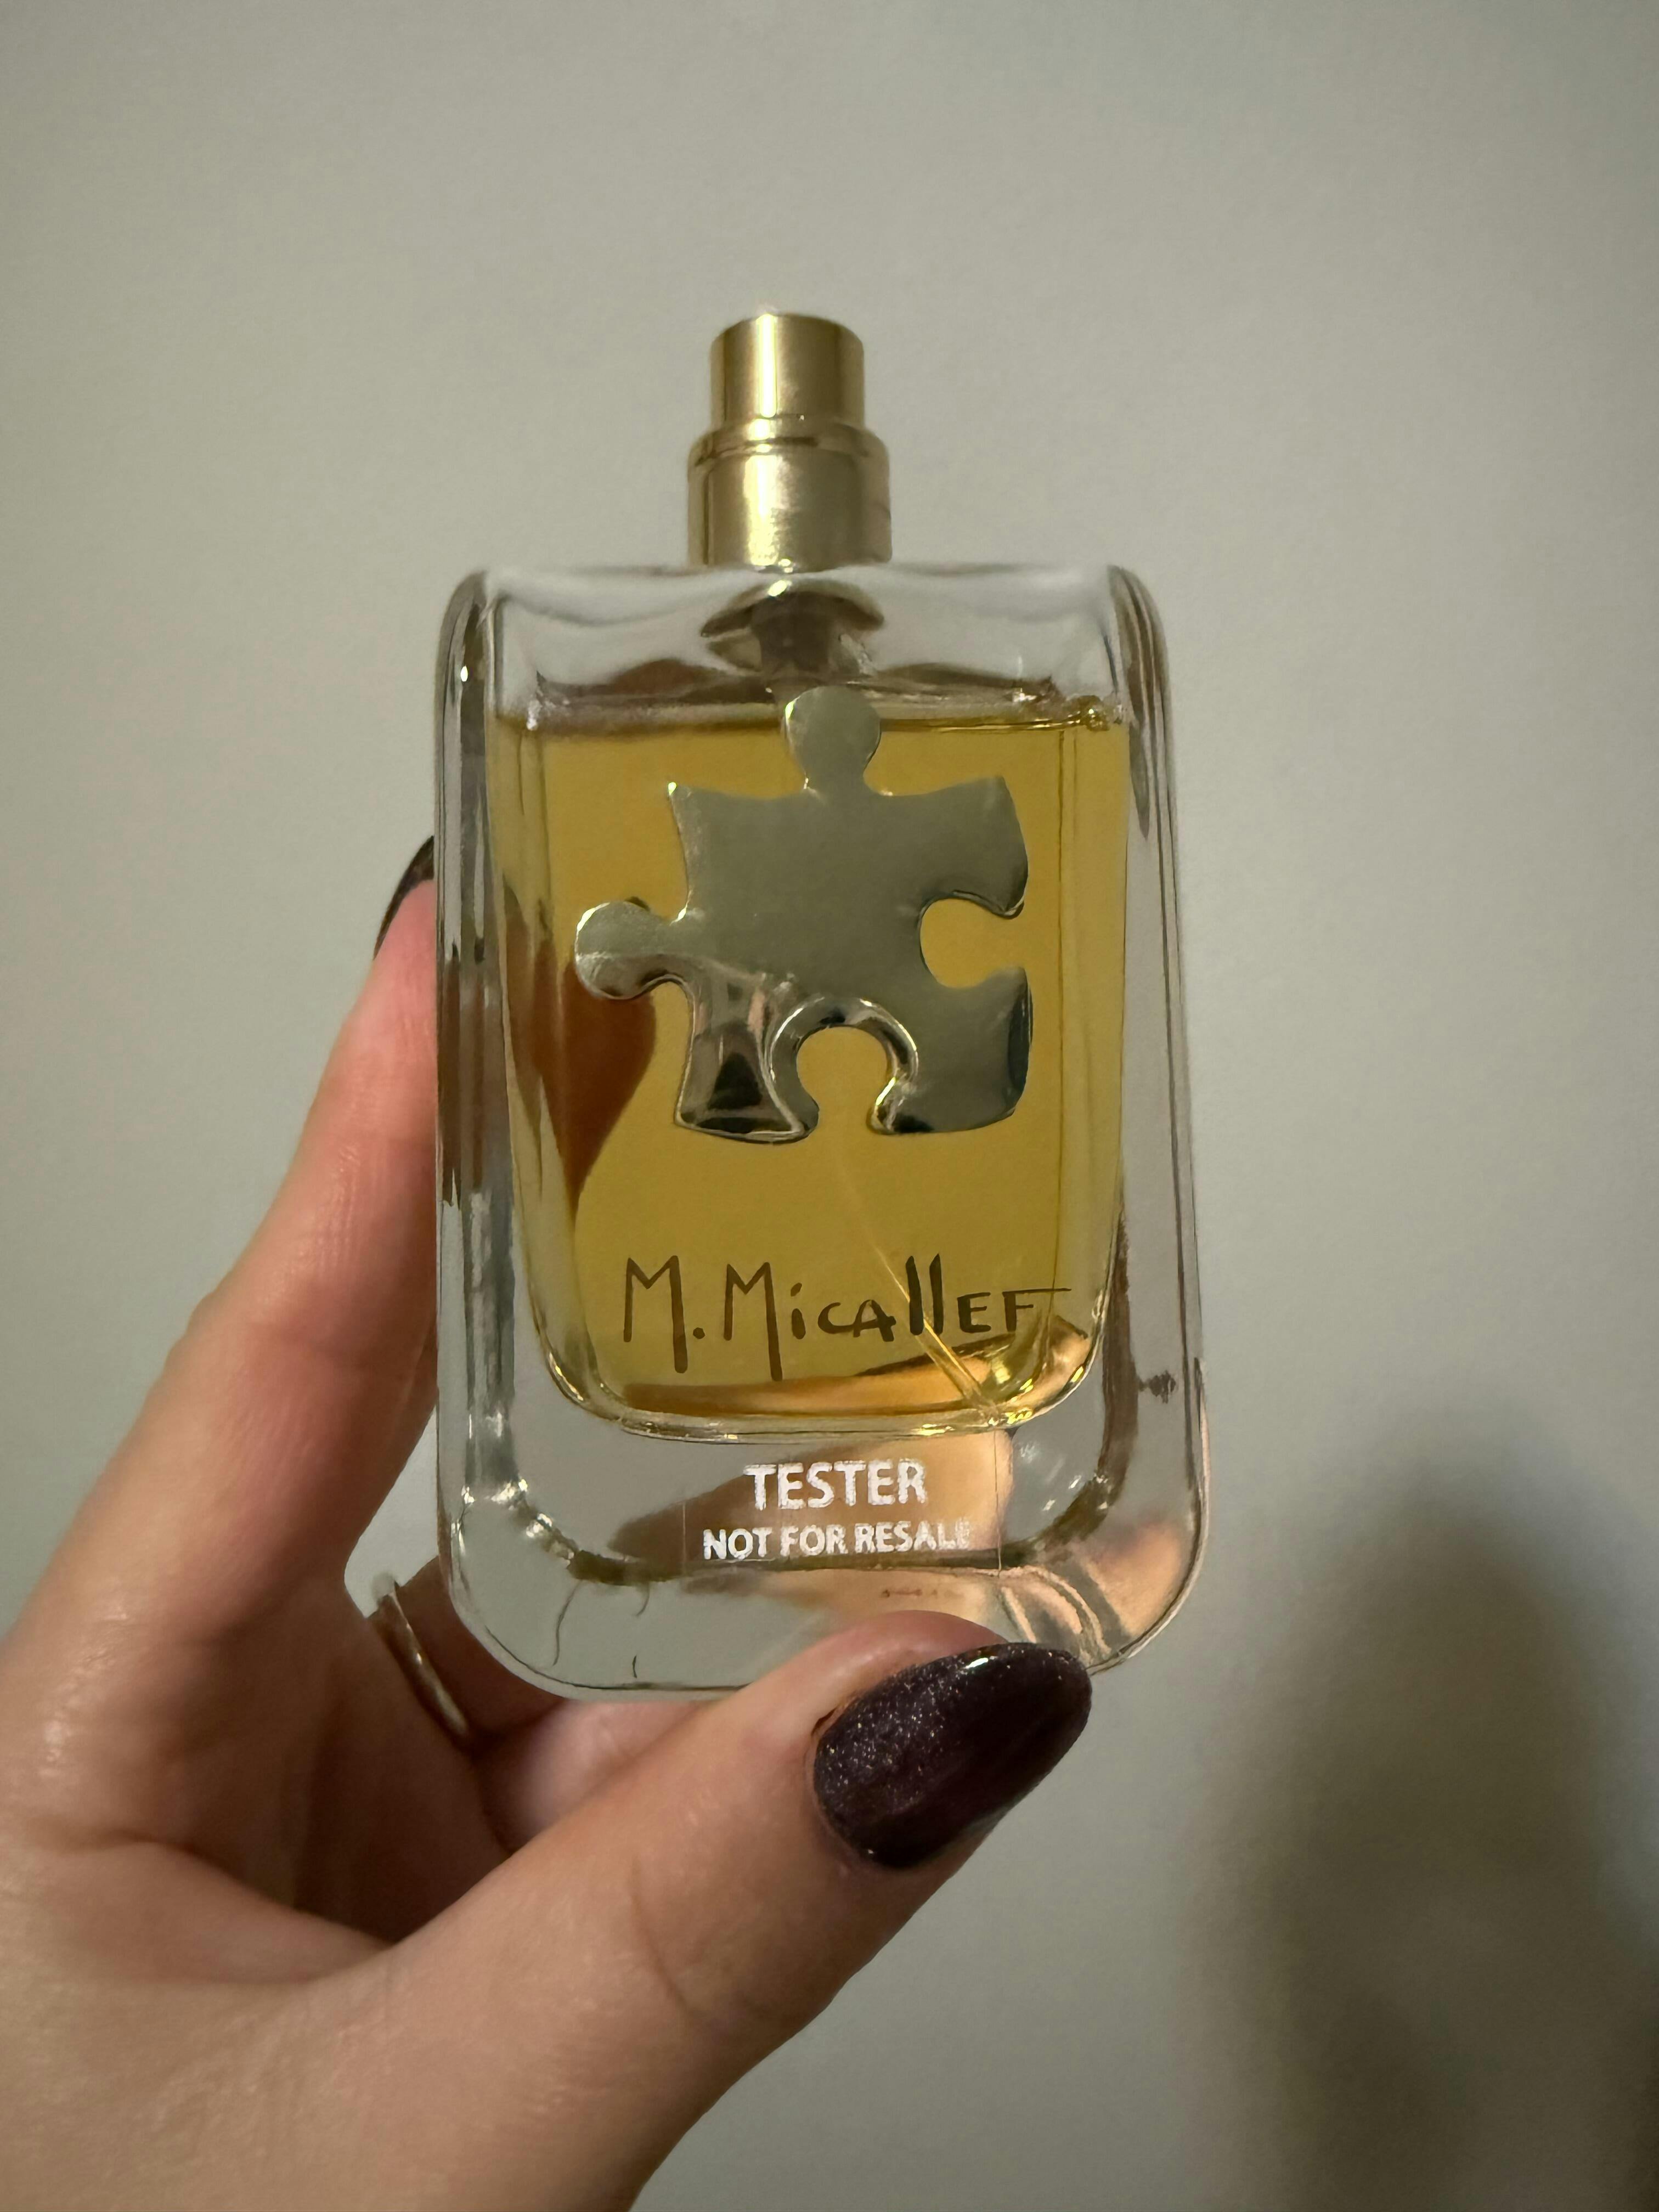 M.MicallEF
TESTER
NOT FOR RESALE